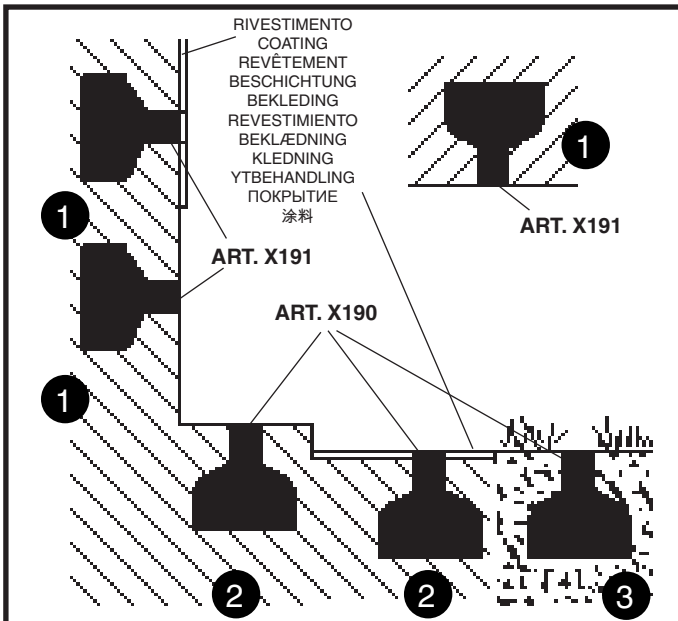 RIVESTIMENTO
COATING
REVÊTEMENT
BESCHICHTUNG
BEKLEDING
REVESTIMIENTO
BEKLÆDNING
KLEDNING
YTBEHANDLING
ПОКРЫТИЕ
涂料
1
ART. X191
1
ART. X191
ART. X190
1
2
2
3